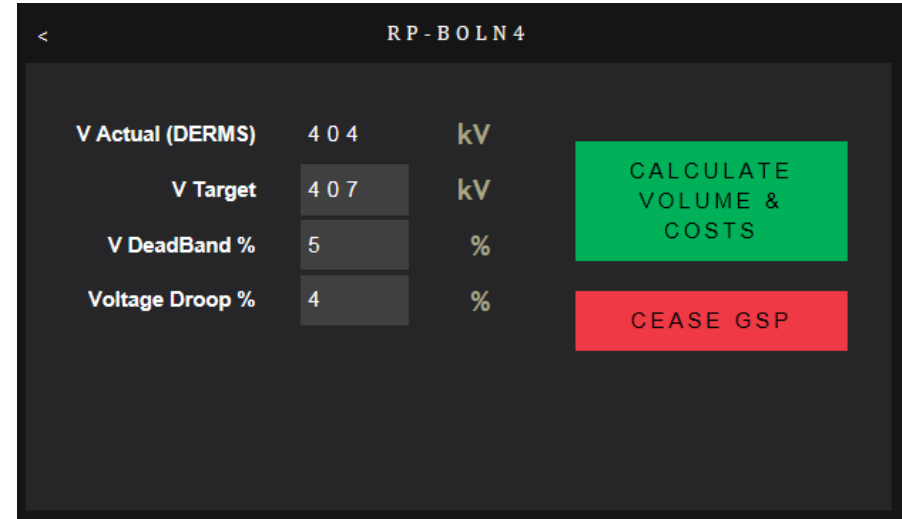 <
RP-BOLN4
V Actual (DERMS) 404 kV
V Target 407 kV
V DeadBand % 5 %
Voltage Droop % 4 %
CALCULATE
VOLUME &
COSTS
CEASE GSP